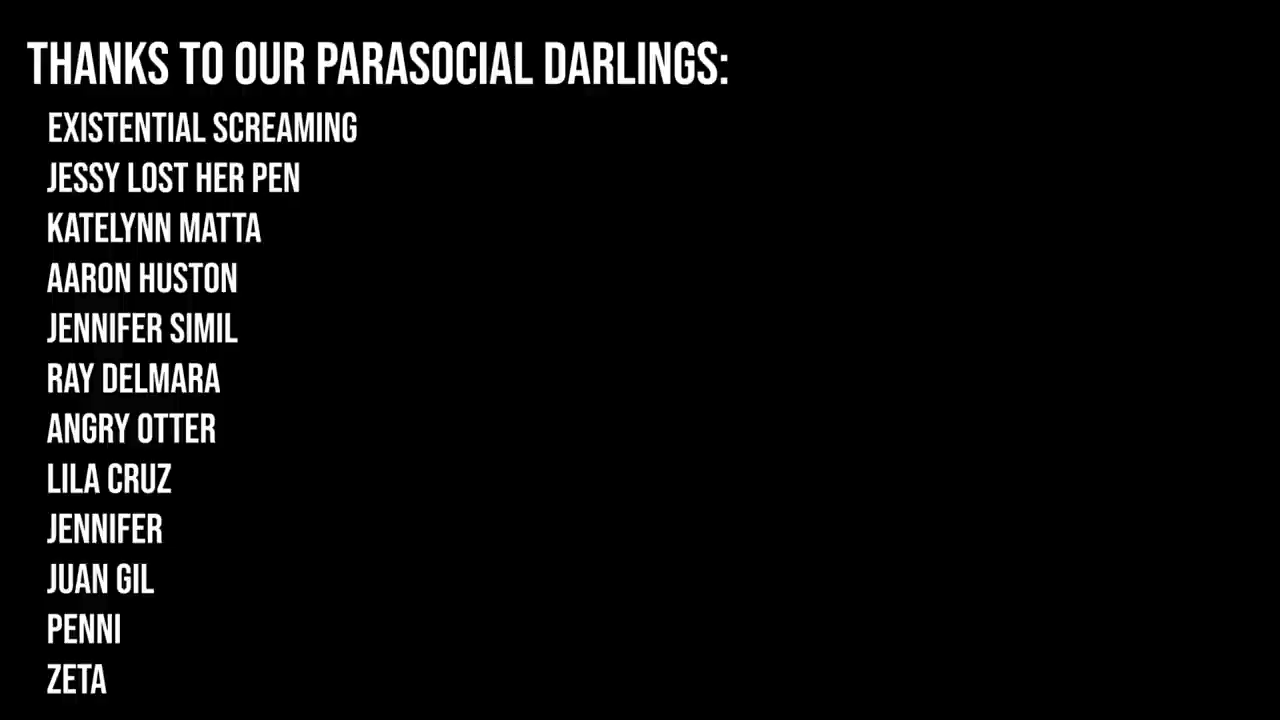 THANKS TO OUR PARASOCIAL DARLINGS:
EXISTENTIAL SCREAMING
JESSY LOST HER PEN
KATELYNN MATTA
AARON HUSTON
JENNIFER SIMIL
RAY DELMARA
ANGRY OTTER
LILA CRUZ
JENNIFER
JUAN GIL
PENNI
ZETA